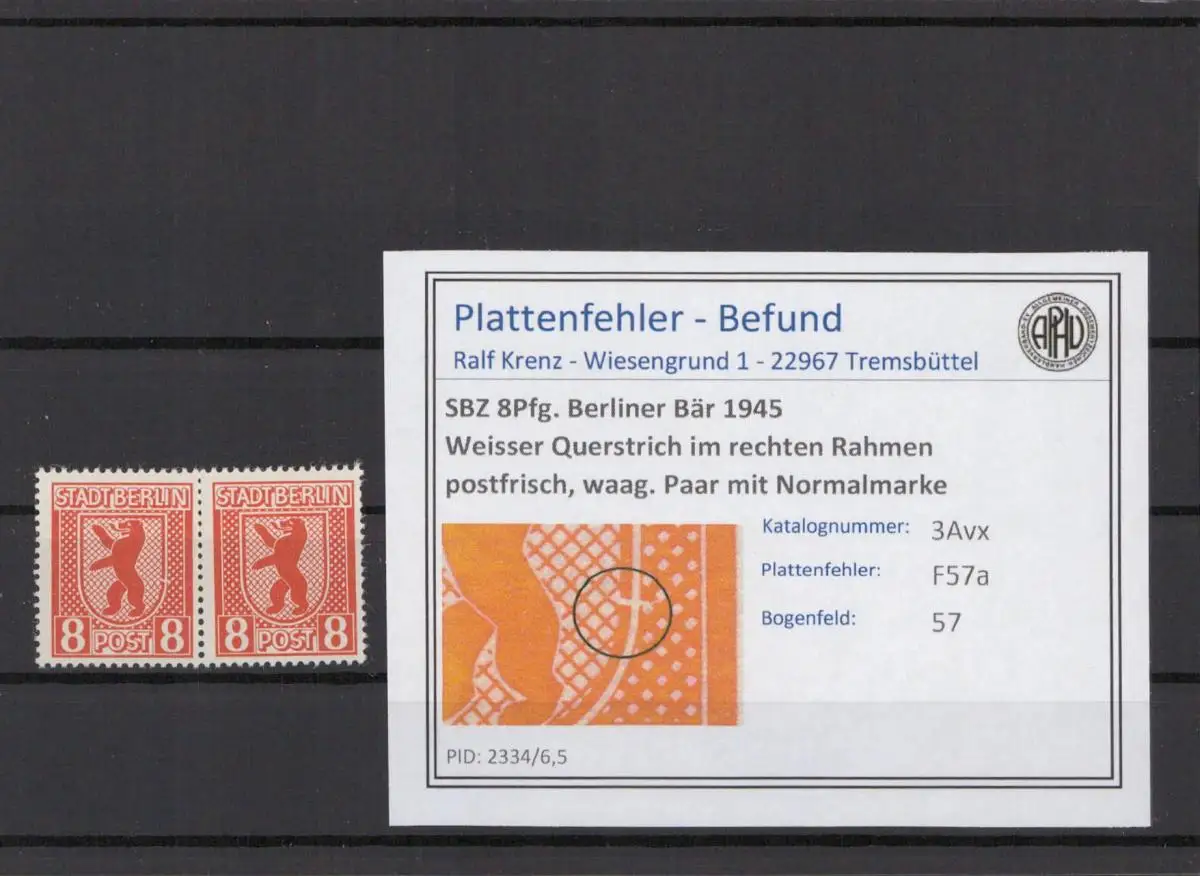 STADT BERLIN
8 POST 8
STADT BERLIN
8 POST 8
Plattenfehler - Befund
Ralf Krenz - Wiesengrund 1 - 22967 Tremsbüttel
APHV
SBZ 8Pfg. Berliner Bär 1945
Weisser Querstrich im rechten Rahmen
postfrisch, waag. Paar mit Normalmarke
Katalognummer: 3Avx
Plattenfehler: F57a
Bogenfeld: 57
PID: 2334/6,5